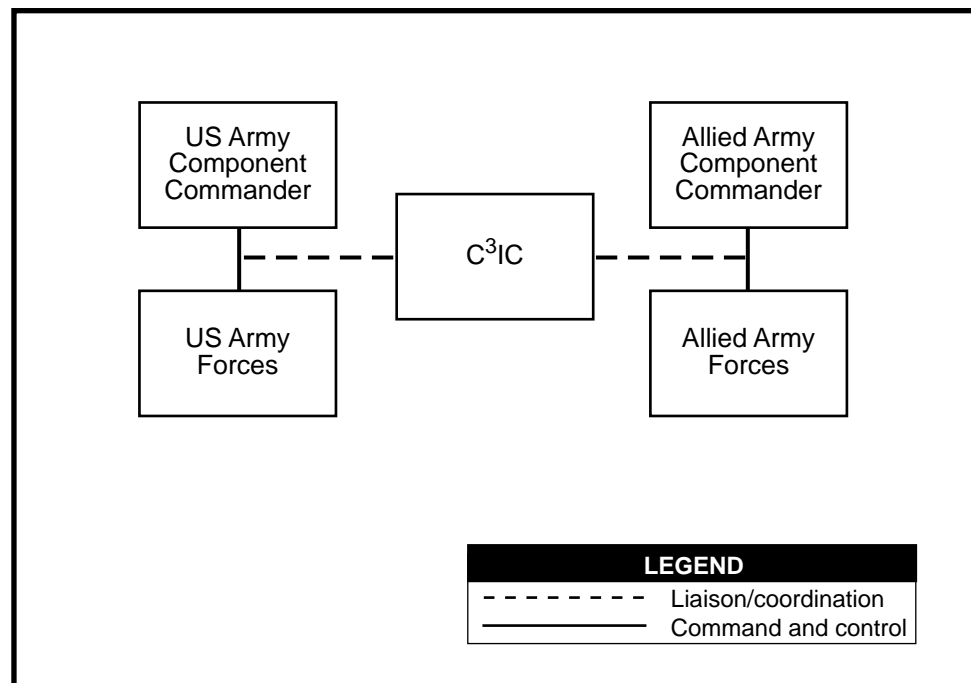 US Army
Component
Commander
Allied Army
Component
Commander
C³IC
US Army
Forces
Allied Army
Forces
LEGEND
Liaison/coordination
Command and control